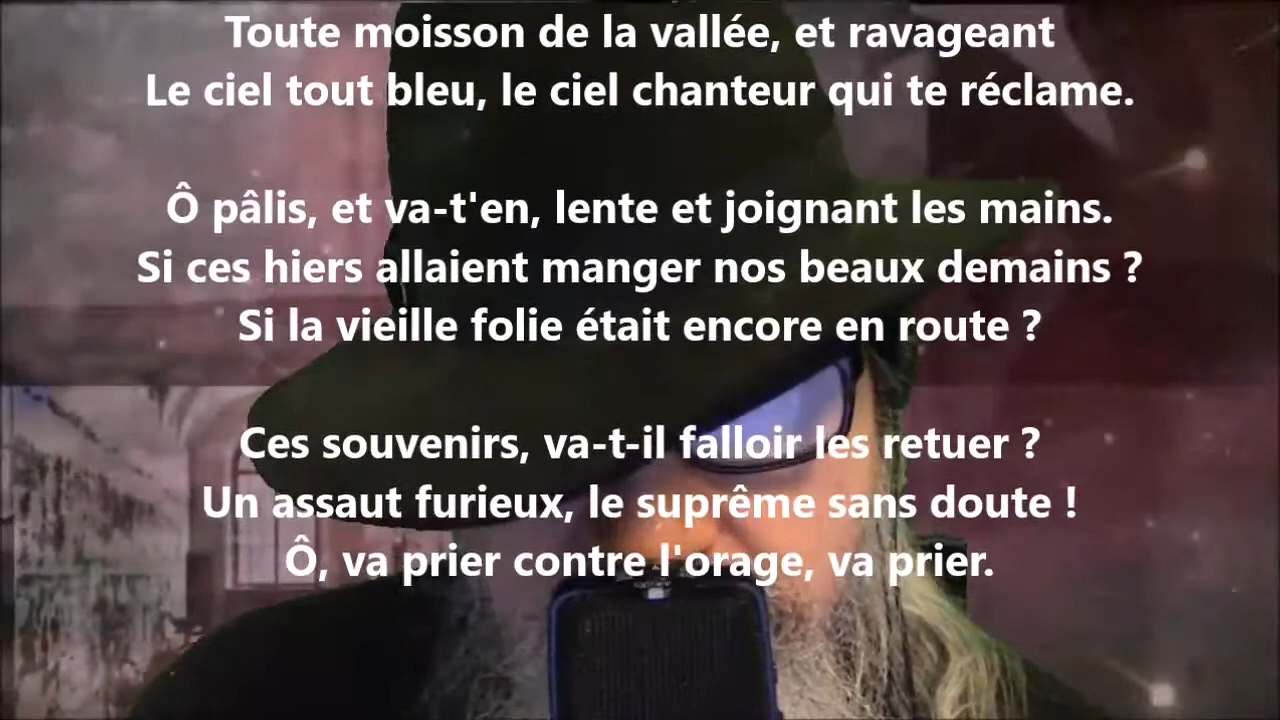 Toute moisson de la vallée, et ravageant
Le ciel tout bleu, le ciel chanteur qui te réclame.
Ô pâlis, et va-t'en, lente et joignant les mains.
Si ces hiers allaient manger nos beaux demains ?
Si la vieille folie était encore en route ?
Ces souvenirs, va-t-il falloir les retuer ?
Un assaut furieux, le suprême sans doute !
Ô, va prier contre l'orage, va prier.